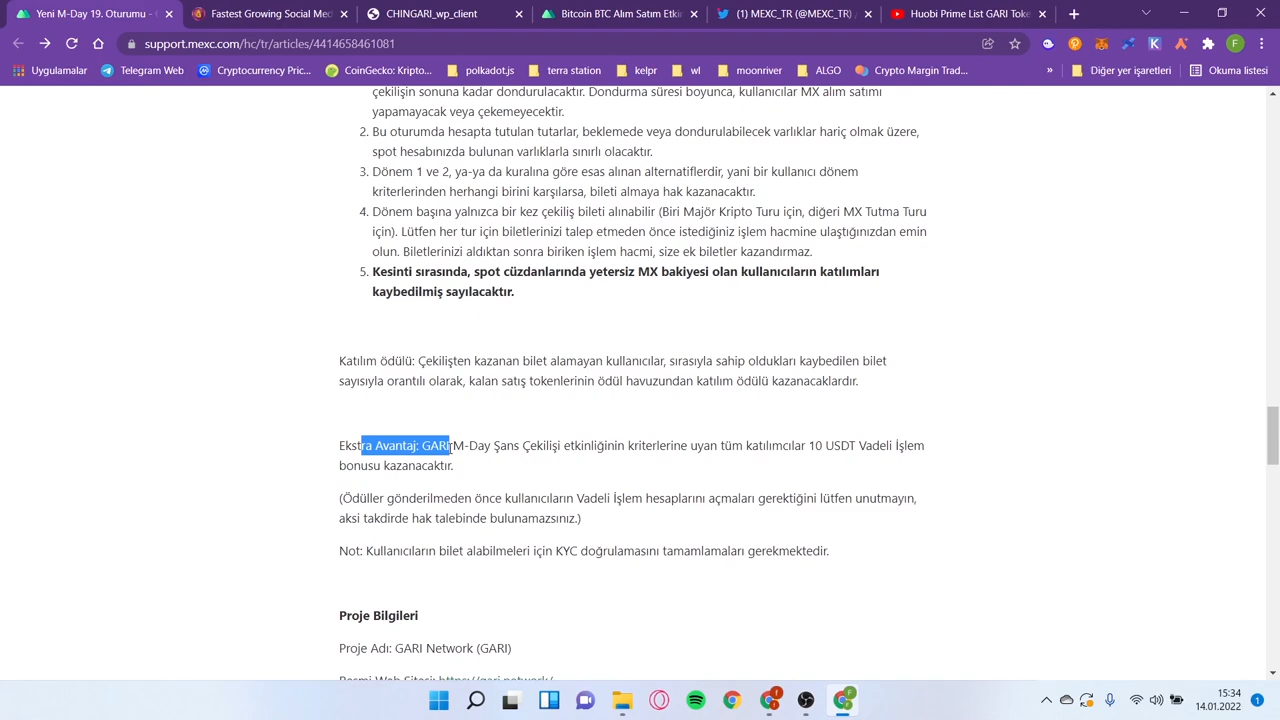 Yeni M-Day 19. Oturumu - C
Fastest Growing Social Med
CHINGARI_wp_client
Bitcoin BTC Alım Satım Etkin
(1) MEXC_TR (@MEXC_TR) /
Huobi Prime List GARI Toke
support.mexc.com/hc/tr/articles/4414658461081
F
Uygulamalar
Telegram Web
Cryptocurrency Pric...
CoinGecko: Kripto...
polkadot.js
terra station
kelpr
wl
moonriver
ALGO
Crypto Margin Trad...
»
Diğer yer işaretleri
Okuma listesi
çekilişin sonuna kadar dondurulacaktır. Dondurma süresi boyunca, kullanıcılar MX alım satımı
yapamayacak veya çekemeyecektir.
2. Bu oturumda hesapta tutulan tutarlar, beklemede veya dondurulabilecek varlıklar hariç olmak üzere,
spot hesabınızda bulunan varlıklarla sınırlı olacaktır.
3. Dönem 1 ve 2, ya-ya da kuralına göre esas alınan alternatiflerdir, yani bir kullanıcı dönem
kriterlerinden herhangi birini karşılarsa, bileti almaya hak kazanacaktır.
4. Dönem başına yalnızca bir kez çekiliş bileti alınabilir (Biri Majör Kripto Turu için, diğeri MX Tutma Turu
için). Lütfen her tur için biletlerinizi talep etmeden önce istediğiniz işlem hacmine ulaştığınızdan emin
olun. Biletlerinizi aldıktan sonra biriken işlem hacmi, size ek biletler kazandırmaz.
5. Kesinti sırasında, spot cüzdanlarında yetersiz MX bakiyesi olan kullanıcıların katılımları
kaybedilmiş sayılacaktır.
Katılım ödülü: Çekilişten kazanan bilet alamayan kullanıcılar, sırasıyla sahip oldukları kaybedilen bilet
sayısıyla orantılı olarak, kalan satış tokenlerinin ödül havuzundan katılım ödülü kazanacaklardır.
Ekstra Avantaj: GARI M-Day Şans Çekilişi etkinliğinin kriterlerine uyan tüm katılımcılar 10 USDT Vadeli İşlem
bonusu kazanacaktır.
(Ödüller gönderilmeden önce kullanıcıların Vadeli İşlem hesaplarını açmaları gerektiğini lütfen unutmayın,
aksi takdirde hak talebinde bulunamazsınız.)
Not: Kullanıcıların bilet alabilmeleri için KYC doğrulamasını tamamlamaları gerekmektedir.
Proje Bilgileri
Proje Adı: GARI Network (GARI)
Resmi Web Sitesi: https://gari.network/
15:34
14.01.2022
1